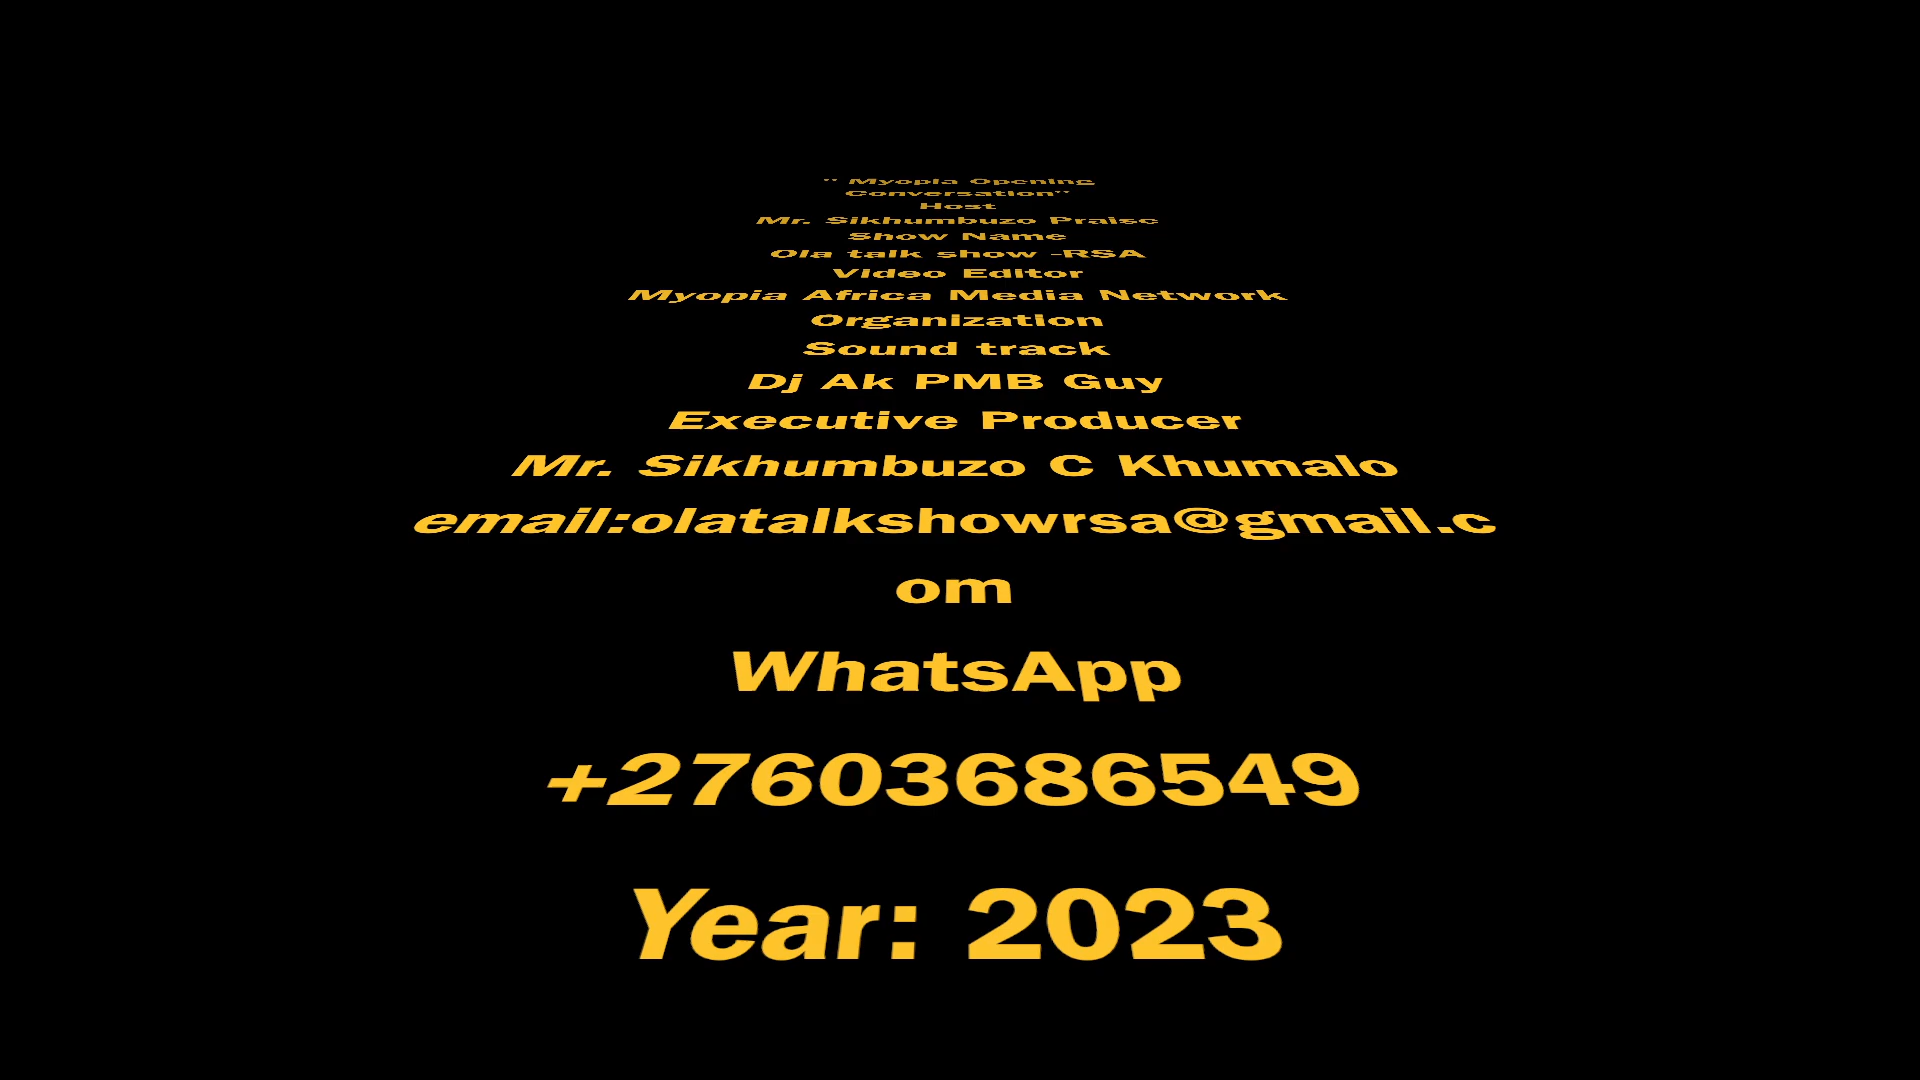 " Myopia Opening
Conversation"
Host
Mr. Sikhumbuzo Praise
Show Name
Ola talk show -RSA
Video Editor
Myopia Africa Media Network
Organization
Sound track
Dj Ak PMB Guy
Executive Producer
Mr. Sikhumbuzo C Khumalo
email:olatalkshowrsa@gmail.c
om
WhatsApp
+27603686549
Year: 2023